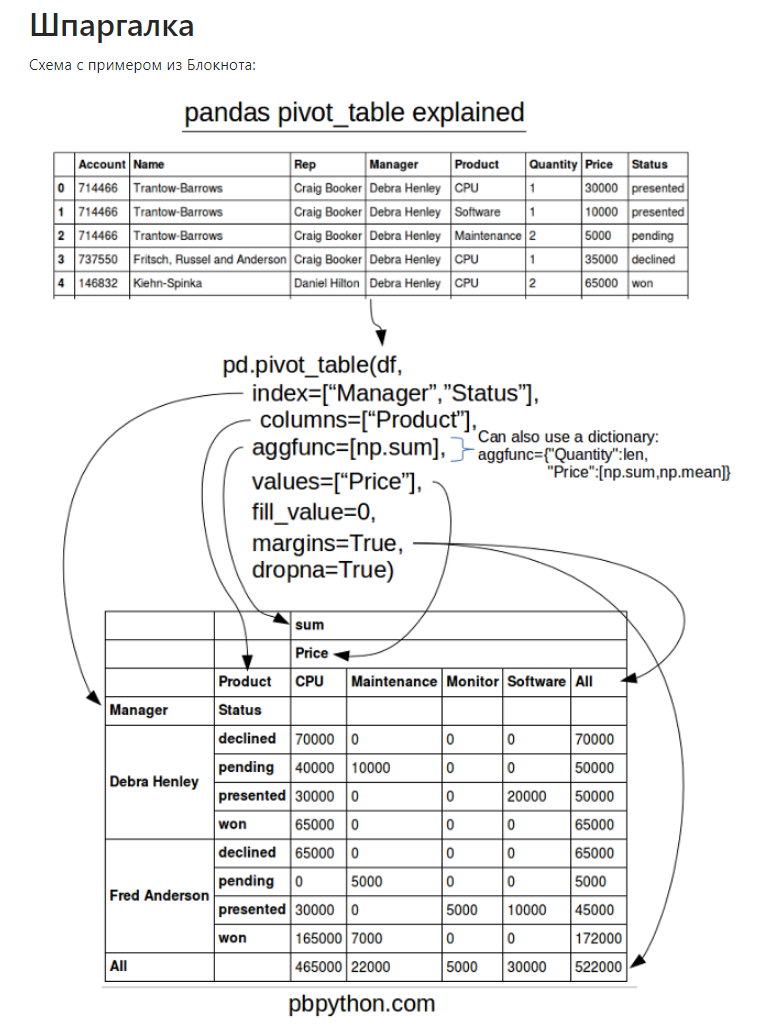 Шпаргалка
Схема с примером из Блокнота:
pandas pivot_table explained
Account Name Rep Manager Product Quantity Price Status
0 714466 Trantow-Barrows Craig Booker Debra Henley CPU 1 30000 presented
1 714466 Trantow-Barrows Craig Booker Debra Henley Software 1 10000 presented
2 714466 Trantow-Barrows Craig Booker Debra Henley Maintenance 2 5000 pending
3 737550 Fritsch, Russel and Anderson Craig Booker Debra Henley CPU 1 35000 declined
4 146832 Kiehn-Spinka Daniel Hilton Debra Henley CPU 2 65000 won
pd.pivot_table(df,
index=[“Manager”,”Status”],
columns=[“Product”],
aggfunc=[np.sum],
Can also use a dictionary:
aggfunc={"Quantity":len,
"Price":[np.sum,np.mean]}
values=[“Price”],
fill_value=0,
margins=True,
dropna=True)
sum
Price
Product CPU Maintenance Monitor Software All
Manager Status
Debra Henley declined 70000 0 0 0 70000
pending 40000 10000 0 0 50000
presented 30000 0 0 20000 50000
won 65000 0 0 0 65000
Fred Anderson declined 65000 0 0 0 65000
pending 0 5000 0 0 5000
presented 30000 0 5000 10000 45000
won 165000 7000 0 0 172000
All 465000 22000 5000 30000 522000
pbpython.com